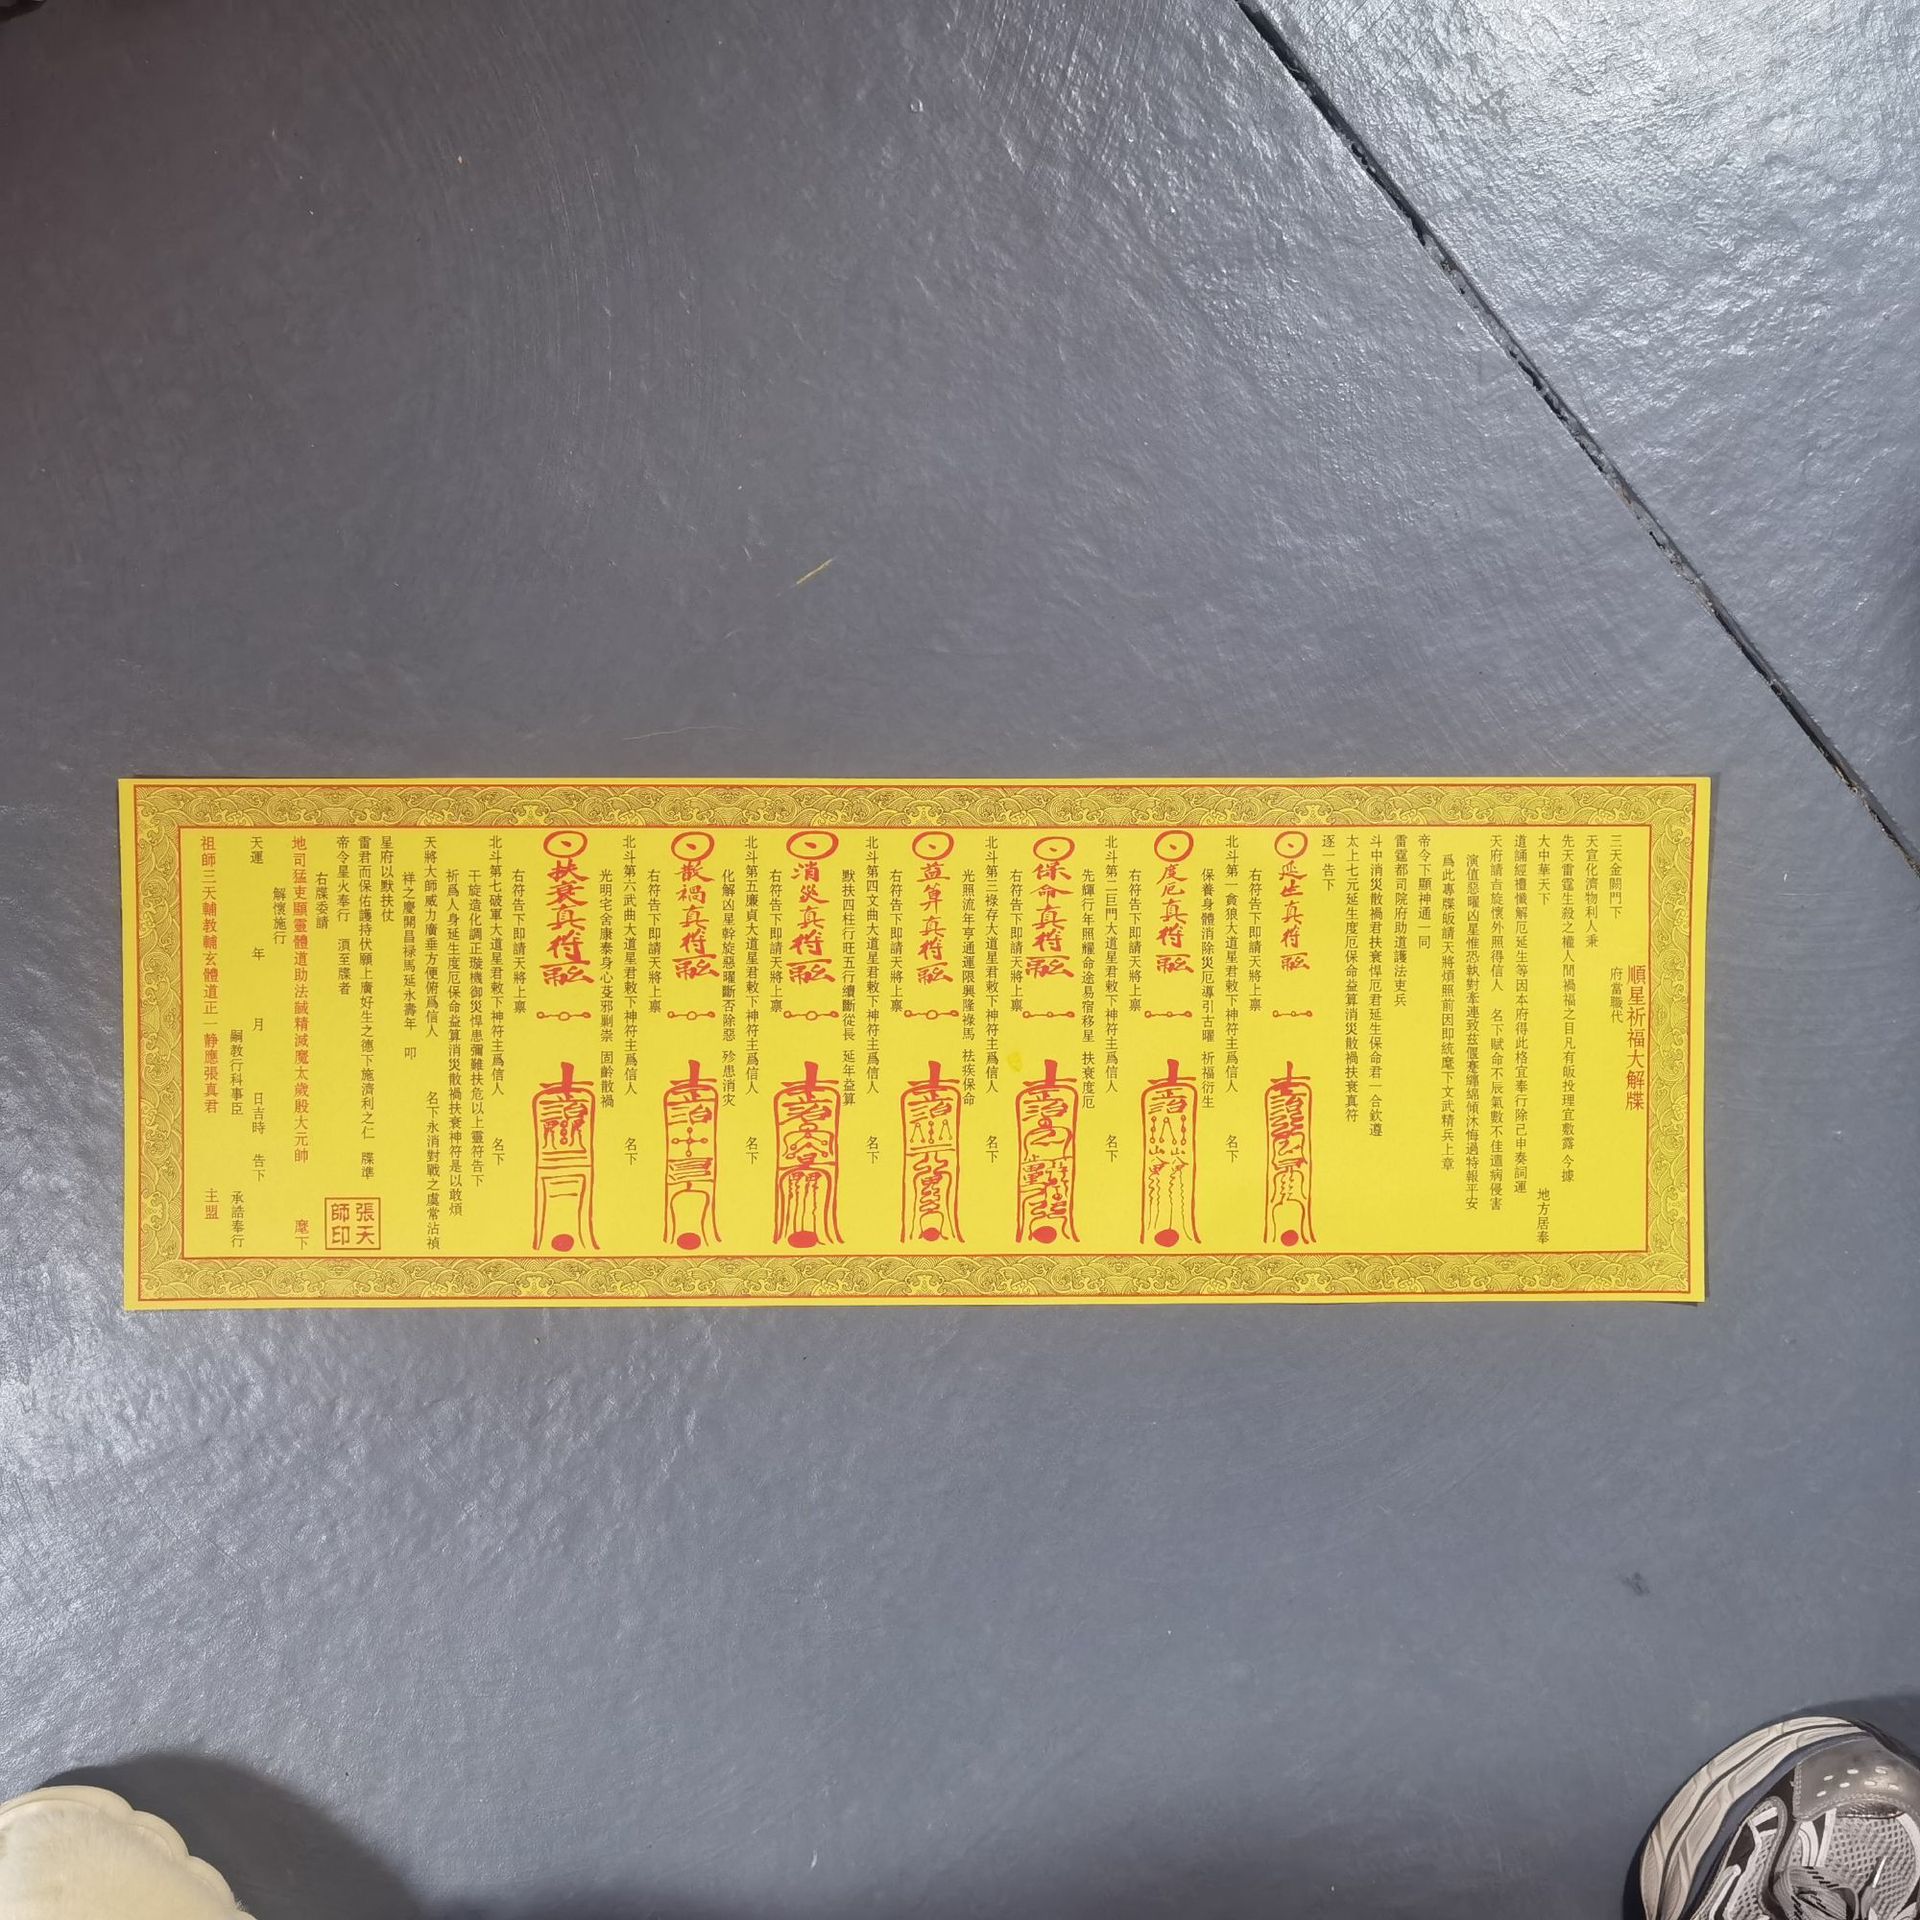 順星祈福大解牒
三天金闕門下　府當職代
天宣化濟物利人秉
先天雷霆生殺之權人間禍福之目凡有皈投理宜敷露 今據
大中華天下　地方居奉
道誦經禮懺解厄延生等因本府得此格宜奉行除已申奏詞運
天府請吉旋懷外照得信人　名下賦命不辰氣數不佳遣病侵害
演值惡曜凶星惟恐執對牽連致茲偃蹇纏綿傾沐悔過特報平安
爲此專牒皈請天將煩照前因即統麾下文武精兵上章
帝令下顯神通一同
雷霆都司院府助道護法吏兵
斗中消災散禍君扶衰悍厄君延生保命君一合欽遵
太上七元延生度厄保命益算消災散禍扶衰真符
逐一告下
延生真符
右符告下即請天將上禀
北斗第一貪狼大道星君敕下神符主爲信人　名下
保養身體消除災厄導引古曜　祈福衍生
度厄真符
右符告下即請天將上禀
北斗第二巨門大道星君敕下神符主爲信人　名下
先輝行年照耀命途易宿移星　扶衰度厄
保命真符
右符告下即請天將上禀
北斗第三祿存大道星君敕下神符主爲信人　名下
光照流年亨通運限興隆祿馬　祛疾保命
益算真符
右符告下即請天將上禀
北斗第四文曲大道星君敕下神符主爲信人　名下
默扶四柱行旺五行續斷從長　延年益算
消災真符
右符告下即請天將上禀
北斗第五廉貞大道星君敕下神符主爲信人　名下
化解凶星斡旋惡曜斷否除惡　殄患消灾
散禍真符
右符告下即請天將上禀
北斗第六武曲大道星君敕下神符主爲信人　名下
光明宅舍康泰身心芟邪剿祟　固齡散禍
扶衰真符
右符告下即請天將上禀
北斗第七破軍大道星君敕下神符主爲信人　名下
干旋造化調正璇機御災悍患彌難扶危以上靈符告下
祈爲人身延生度厄保命益算消災散禍扶衰神符是以敢煩
天將大師威力廣垂方便俯爲信人　名下永消對戰之虞常沾禎
祥之慶開昌祿馬延永壽年　叩
星府以默扶仗
雷君而保佑護持伏願上廣好生之德下施濟利之仁　牒準
帝令星火奉行　須至牒者
右牒委請
張天師印
地司猛吏顯靈體道助法誠精滅魔太歲殷大元帥　麾下
解懷施行
天運　年　月　日吉時　告下
嗣教行科事臣　承誥奉行
祖師三天輔教輔玄體道正一靜應張真君　主盟